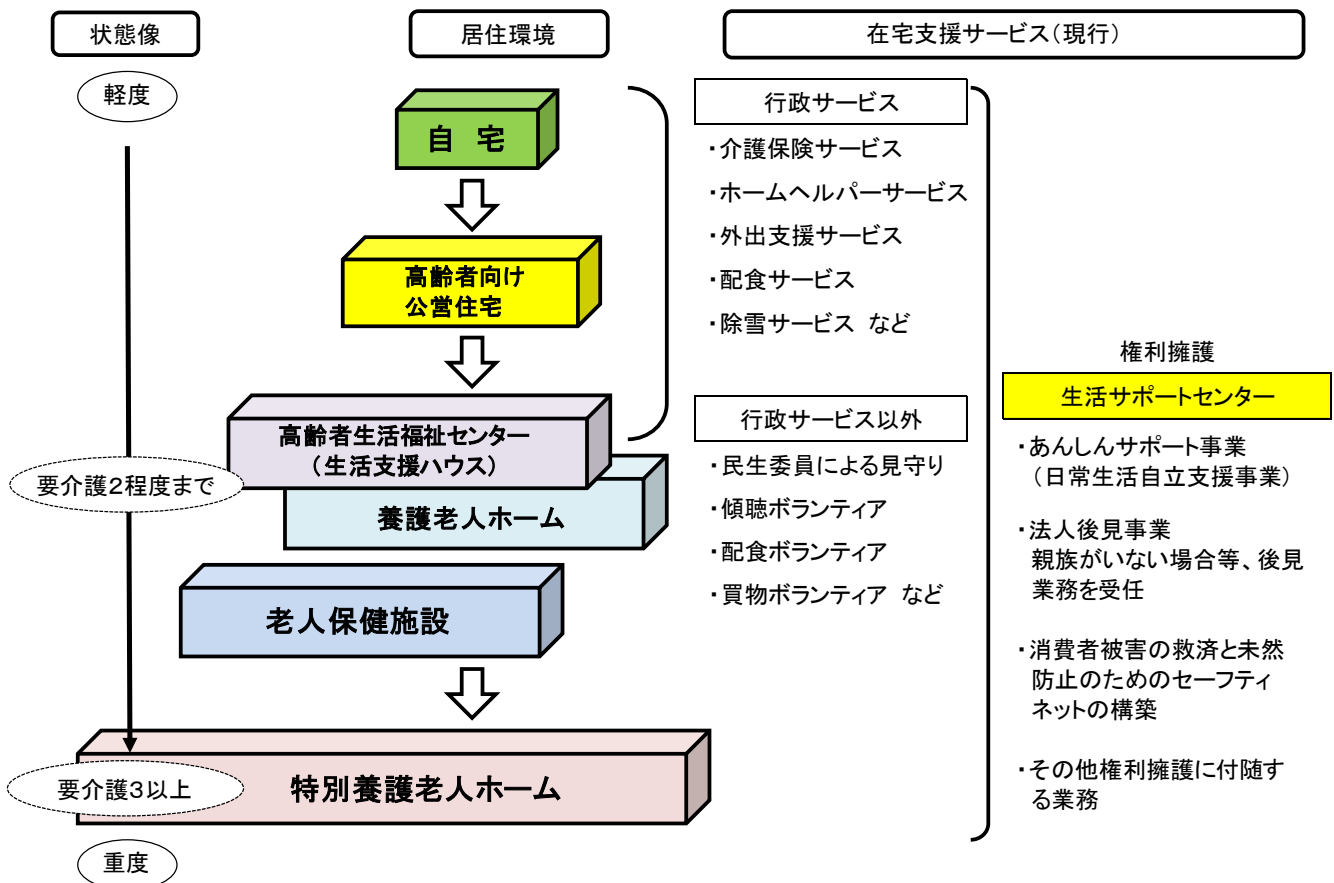 状態像
居住環境
在宅支援サービス（現行）
軽度
自　宅
高齢者向け
公営住宅
高齢者生活福祉センター
（生活支援ハウス）
要介護２程度まで
養護老人ホーム
老人保健施設
要介護３以上
特別養護老人ホーム
重度
行政サービス
・介護保険サービス
・ホームヘルパーサービス
・外出支援サービス
・配食サービス
・除雪サービス　など
行政サービス以外
・民生委員による見守り
・傾聴ボランティア
・配食ボランティア
・買物ボランティア　など
権利擁護
生活サポートセンター
・あんしんサポート事業
（日常生活自立支援事業）
・法人後見事業
親族がいない場合等、後見
業務を受任
・消費者被害の救済と未然
防止のためのセーフティ
ネットの構築
・その他権利擁護に付随す
る業務